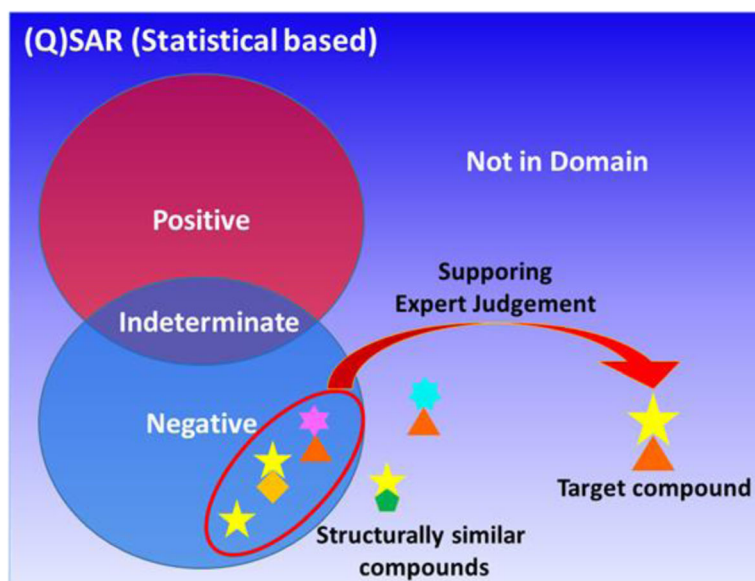 (Q)SAR (Statistical based)
Not in Domain
Positive
Supporing
Expert Judgement
Indeterminate
Negative
Target compound
Structurally similar
compounds